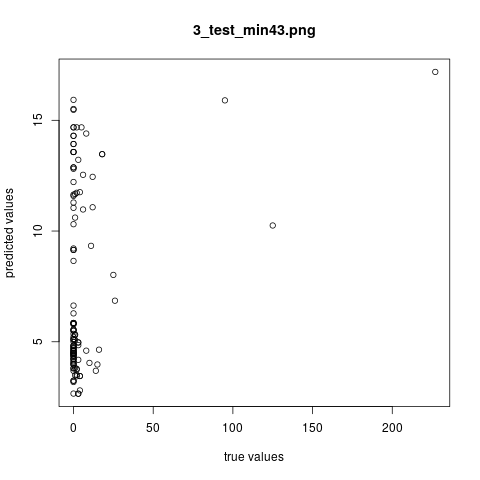 3_test_min43.png
predicted values
15
10
5
0 50 100 150 200
true values